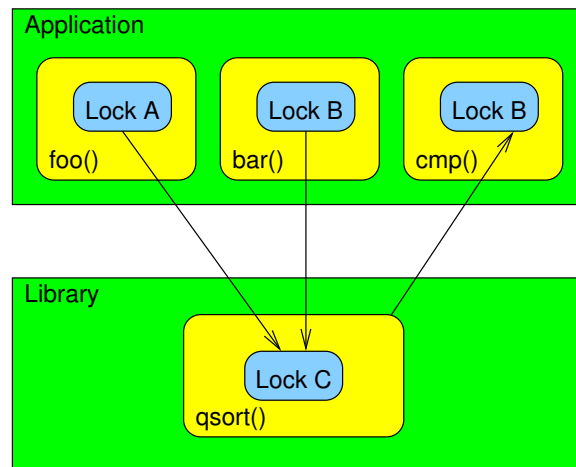 Application
Lock A
Lock B
Lock B
foo()
bar()
cmp()
Library
Lock C
qsort()